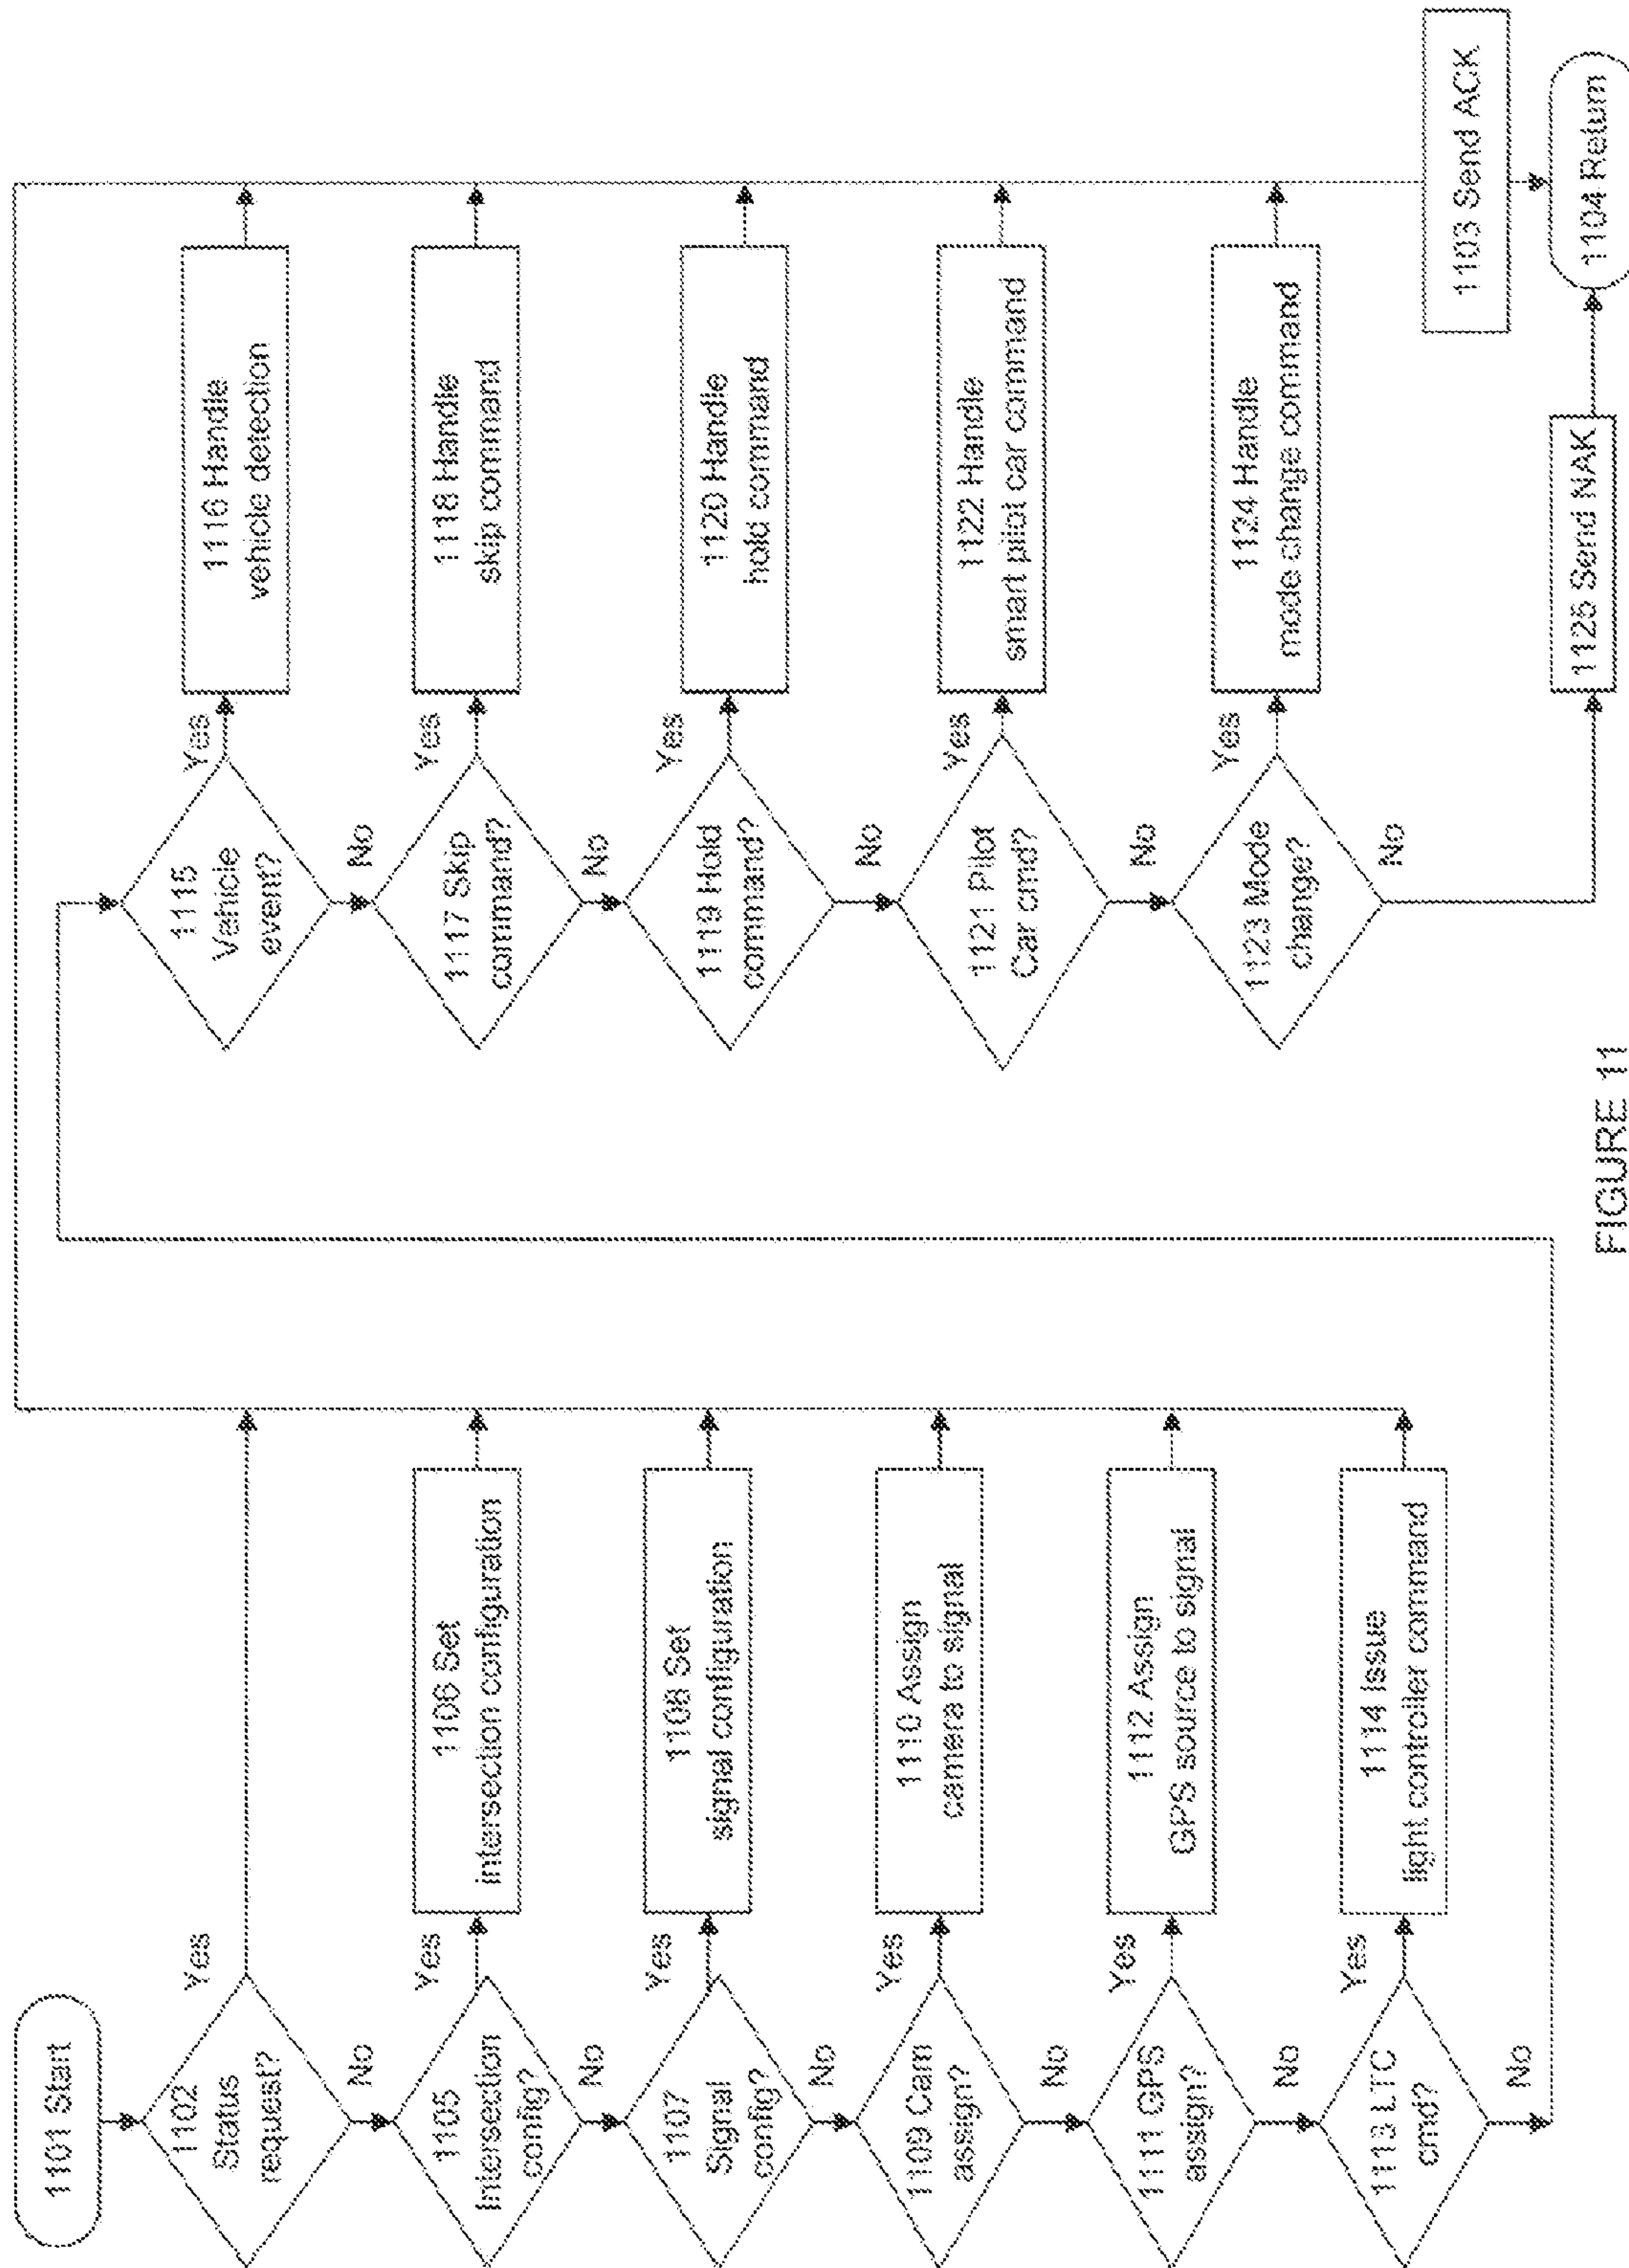 1101 Start
1102
Status
request?
Yes
No
1105
Intersection
config?
Yes
1106 Set
intersection configuration
No
1107
Signal
config?
Yes
1108 Set
signal configuration
No
1109 Cam
assign?
Yes
1110 Assign
camera to signal
No
1111 GPS
assign?
Yes
1112 Assign
GPS source to signal
No
1113 LTC
cmd?
Yes
1114 Issue
light controller command
No
1115
Vehicle
event?
Yes
1116 Handle
vehicle detection
No
1117 Skip
command?
Yes
1118 Handle
skip command
No
1119 Hold
command?
Yes
1120 Handle
hold command
No
1121 Pilot
Car cmd?
Yes
1122 Handle
smart pilot car command
No
1123 Mode
change?
Yes
1124 Handle
mode change command
No
1125 Send NAK
1103 Send ACK
1104 Return
FIGURE 11